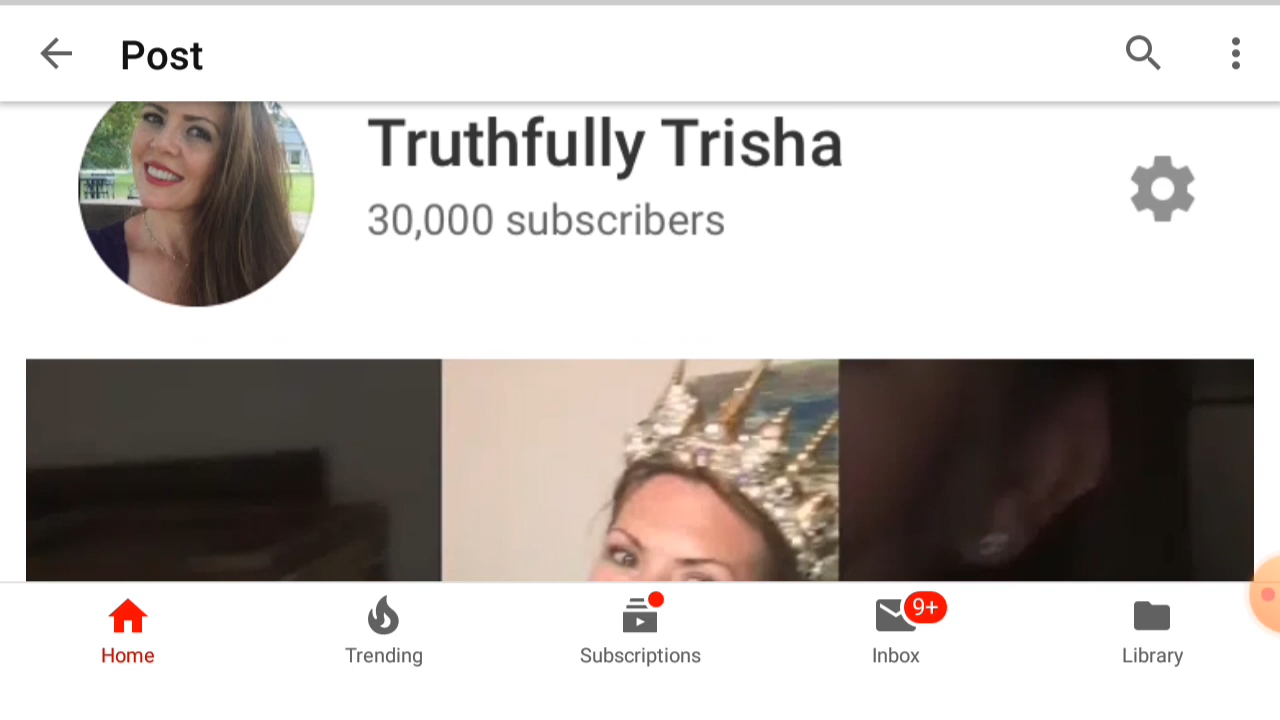 Post
Truthfully Trisha
30,000 subscribers
9+
Home
Trending
Subscriptions
Inbox
Library